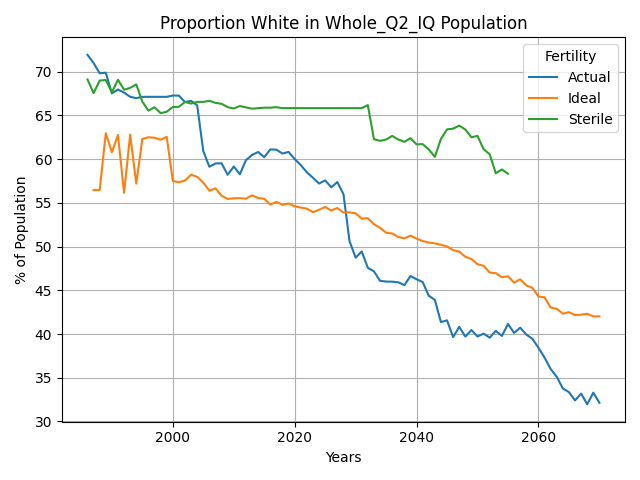 Proportion White in Whole_Q2_IQ Population
Fertility
Actual
Ideal
Sterile
% of Population
70
65
60
55
50
45
40
35
30
2000
2020
2040
2060
Years